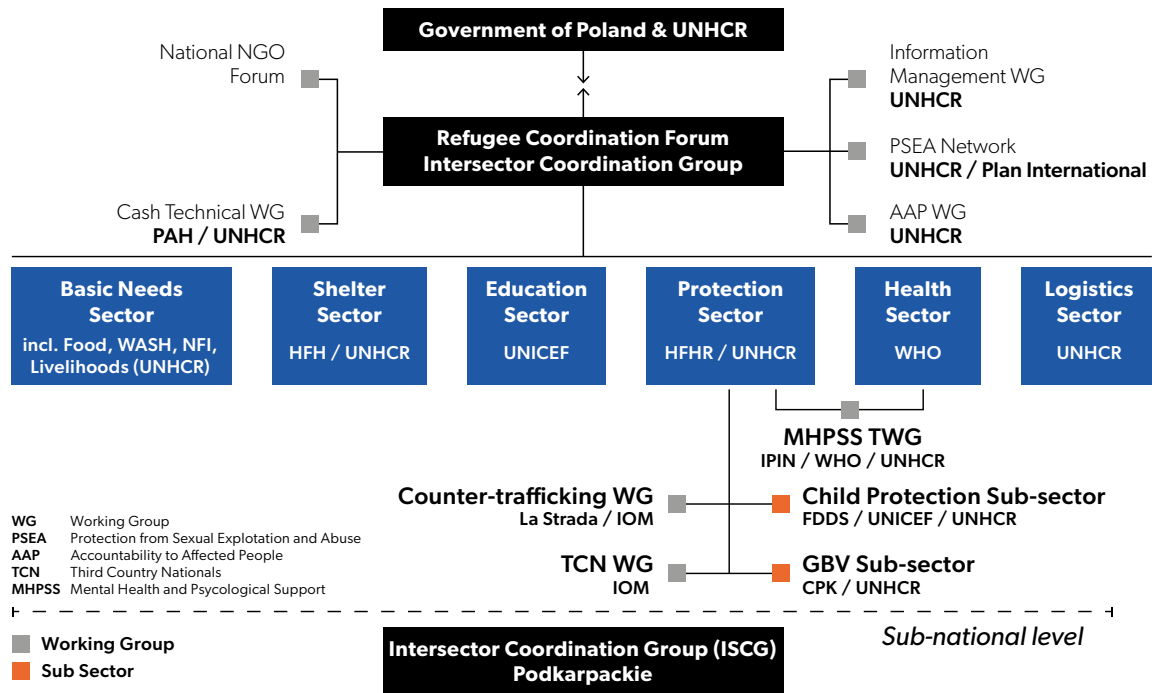 Government of Poland & UNHCR
National NGO
Forum
Information
Management WG
UNHCR
Refugee Coordination Forum
Intersector Coordination Group
PSEA Network
UNHCR / Plan International
Cash Technical WG
PAH / UNHCR
AAP WG
UNHCR
Basic Needs
Sector
incl. Food, WASH, NFI,
Livelihoods (UNHCR)
Shelter
Sector
HFH / UNHCR
Education
Sector
UNICEF
Protection
Sector
HFHR / UNHCR
Health
Sector
WHO
Logistics
Sector
UNHCR
MHPSS TWG
IPIN / WHO / UNHCR
Counter-trafficking WG
La Strada / IOM
Child Protection Sub-sector
FDDS / UNICEF / UNHCR
TCN WG
IOM
GBV Sub-sector
CPK / UNHCR
WG Working Group
PSEA Protection from Sexual Explotation and Abuse
AAP Accountability to Affected People
TCN Third Country Nationals
MHPSS Mental Health and Psycological Support
Sub-national level
Working Group
Sub Sector
Intersector Coordination Group (ISCG)
Podkarpackie